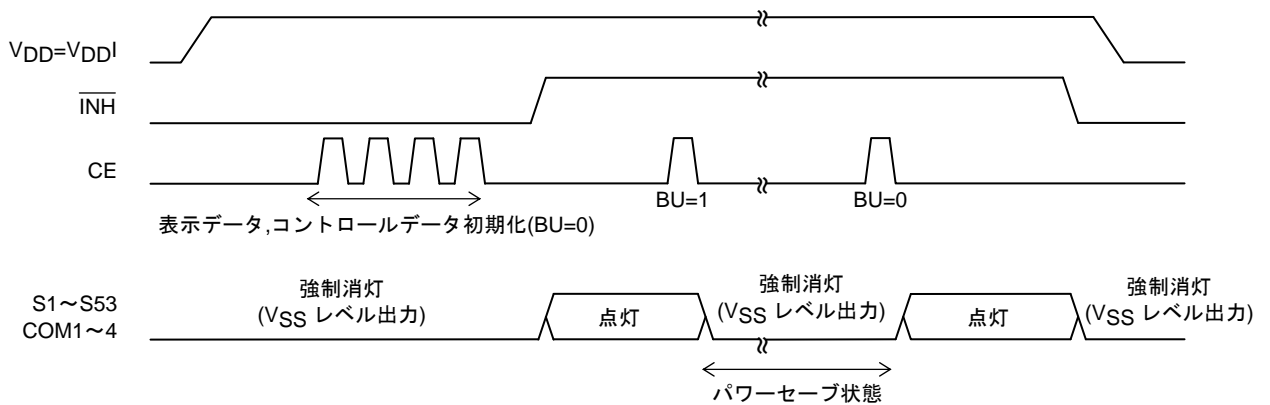 VDD=VDDI
INH
CE
BU=1
BU=0
表示データ,コントロールデータ初期化(BU=0)
S1～S53
COM1～4
強制消灯
(VSS レベル出力)
点灯
強制消灯
(VSS レベル出力)
点灯
強制消灯
(VSS レベル出力)
パワーセーブ状態